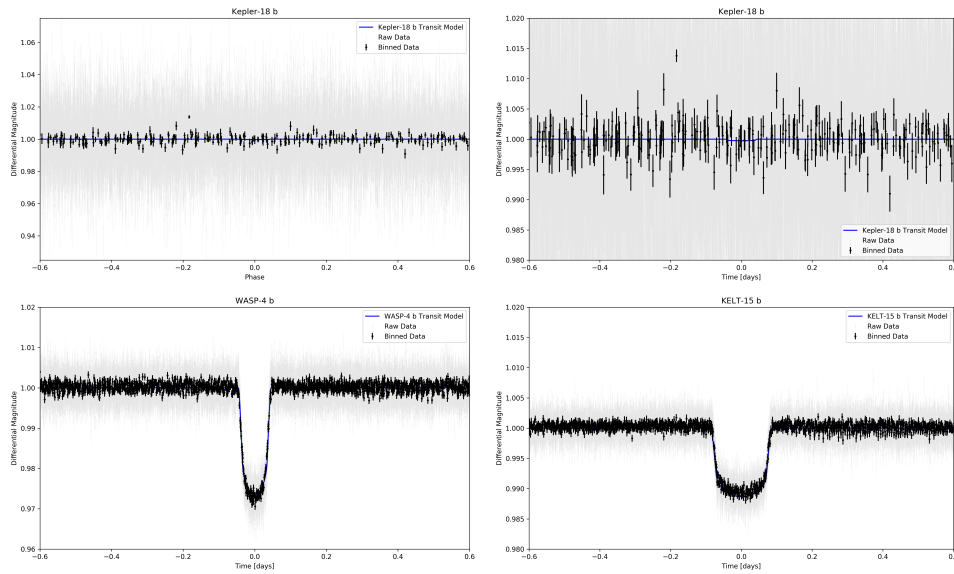 Kepler-18 b
Kepler-18 b Transit Model
Raw Data
Binned Data
Differential Magnitude
1.06
1.04
1.02
1.00
0.98
0.96
0.94
−0.6
−0.4
−0.2
0.0
0.2
0.4
0.6
Phase
Kepler-18 b
Kepler-18 b Transit Model
Raw Data
Binned Data
Differential Magnitude
1.020
1.015
1.010
1.005
1.000
0.995
0.990
0.985
0.980
−0.6
−0.4
−0.2
0.0
0.2
0.4
Time [days]
WASP-4 b
WASP-4 b Transit Model
Raw Data
Binned Data
Differential Magnitude
1.02
1.01
1.00
0.99
0.98
0.97
0.96
−0.6
−0.4
−0.2
0.0
0.2
0.4
0.6
Time [days]
KELT-15 b
KELT-15 b Transit Model
Raw Data
Binned Data
Differential Magnitude
1.020
1.015
1.010
1.005
1.000
0.995
0.990
0.985
0.980
−0.6
−0.4
−0.2
0.0
0.2
0.4
Time [days]